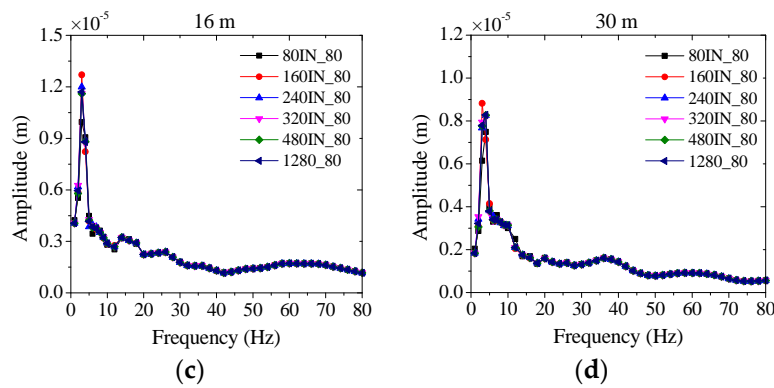 ×10⁻⁵ 16 m
Amplitude (m)
1.5
1.2
0.9
0.6
0.3
0.0
80IN_80
160IN_80
240IN_80
320IN_80
480IN_80
1280_80
0 10 20 30 40 50 60 70 80
Frequency (Hz)
(c)
×10⁻⁵ 30 m
Amplitude (m)
1.2
1.0
0.8
0.6
0.4
0.2
0.0
80IN_80
160IN_80
240IN_80
320IN_80
480IN_80
1280_80
0 10 20 30 40 50 60 70 80
Frequency (Hz)
(d)